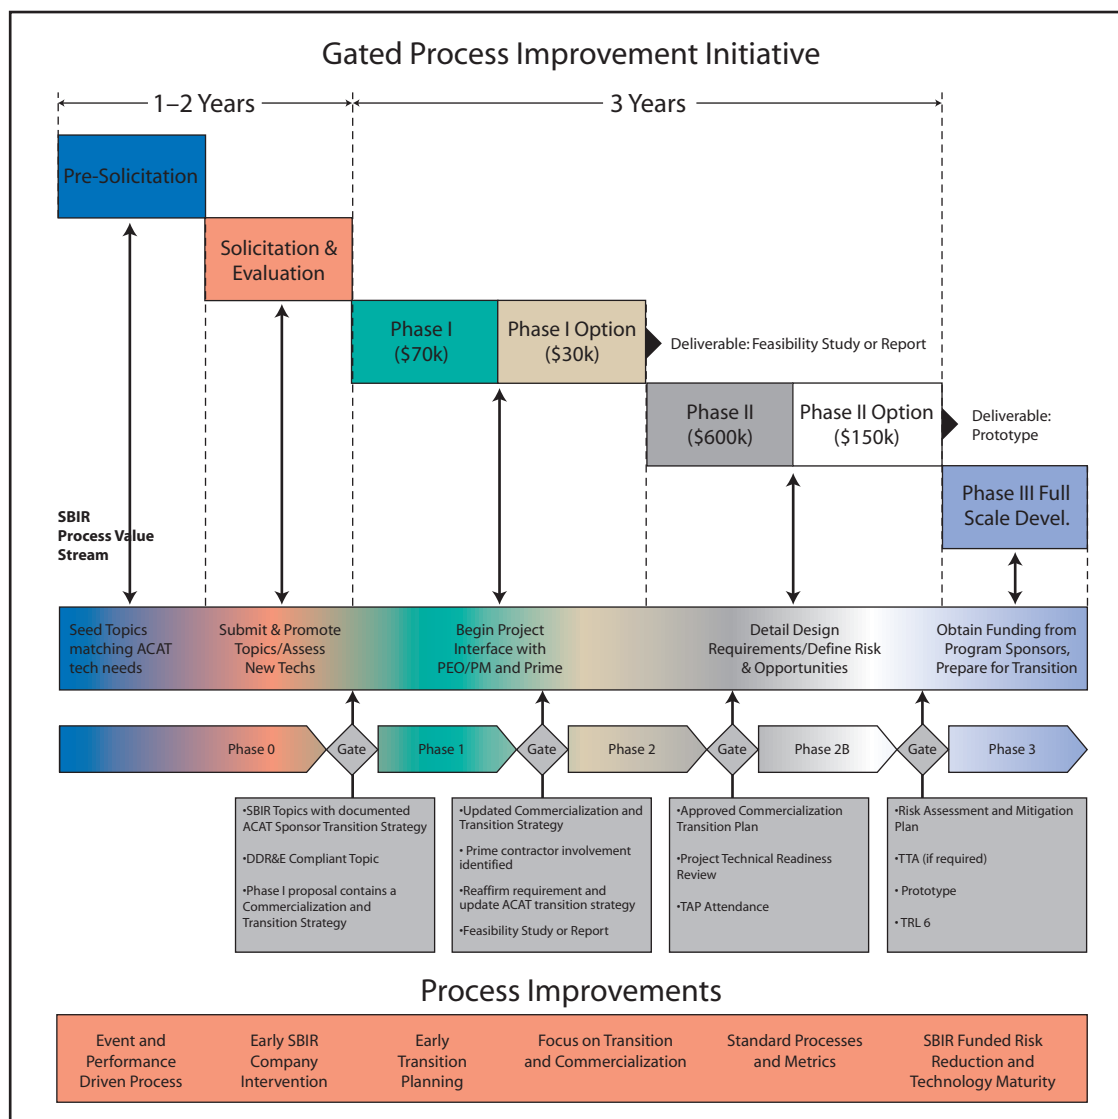 Gated Process Improvement Initiative
1–2 Years
3 Years
Pre-Solicitation
Solicitation &
Evaluation
Phase I
($70k)
Phase I Option
($30k)
Deliverable: Feasibility Study or Report
Phase II
($600k)
Phase II Option
($150k)
Deliverable:
Prototype
Phase III Full
Scale Devel.
SBIR
Process Value
Stream
Seed Topics
matching ACAT
tech needs
Submit & Promote
Topics/Assess
New Techs
Begin Project
Interface with
PEO/PM and Prime
Detail Design
Requirements/Define Risk
& Opportunities
Obtain Funding from
Program Sponsors,
Prepare for Transition
Phase 0
Gate
Phase 1
Gate
Phase 2
Gate
Phase 2B
Gate
Phase 3
•SBIR Topics with documented
ACAT Sponsor Transition Strategy
•DDR&E Compliant Topic
•Phase I proposal contains a
Commercialization and
Transition Strategy
•Updated Commercialization and
Transition Strategy
• Prime contractor involvement
identified
•Reaffirm requirement and
update ACAT transition strategy
•Feasibility Study or Report
•Approved Commercialization
Transition Plan
•Project Technical Readiness
Review
•TAP Attendance
•Risk Assessment and Mitigation
Plan
•TTA (if required)
• Prototype
•TRL 6
Process Improvements
Event and
Performance
Driven Process
Early SBIR
Company
Intervention
Early
Transition
Planning
Focus on Transition
and Commercialization
Standard Processes
and Metrics
SBIR Funded Risk
Reduction and
Technology Maturity